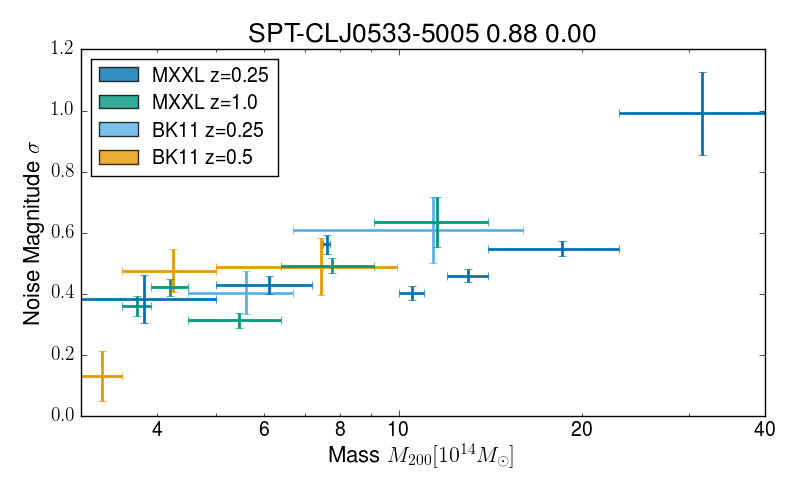 SPT-CLJ0533-5005 0.88 0.00
1.2
1.0
0.8
0.6
0.4
0.2
0.0
Noise Magnitude σ
MXXL z=0.25
MXXL z=1.0
BK11 z=0.25
BK11 z=0.5
4 6 8 10 20 40
Mass M₂₀₀[10¹⁴M☉]